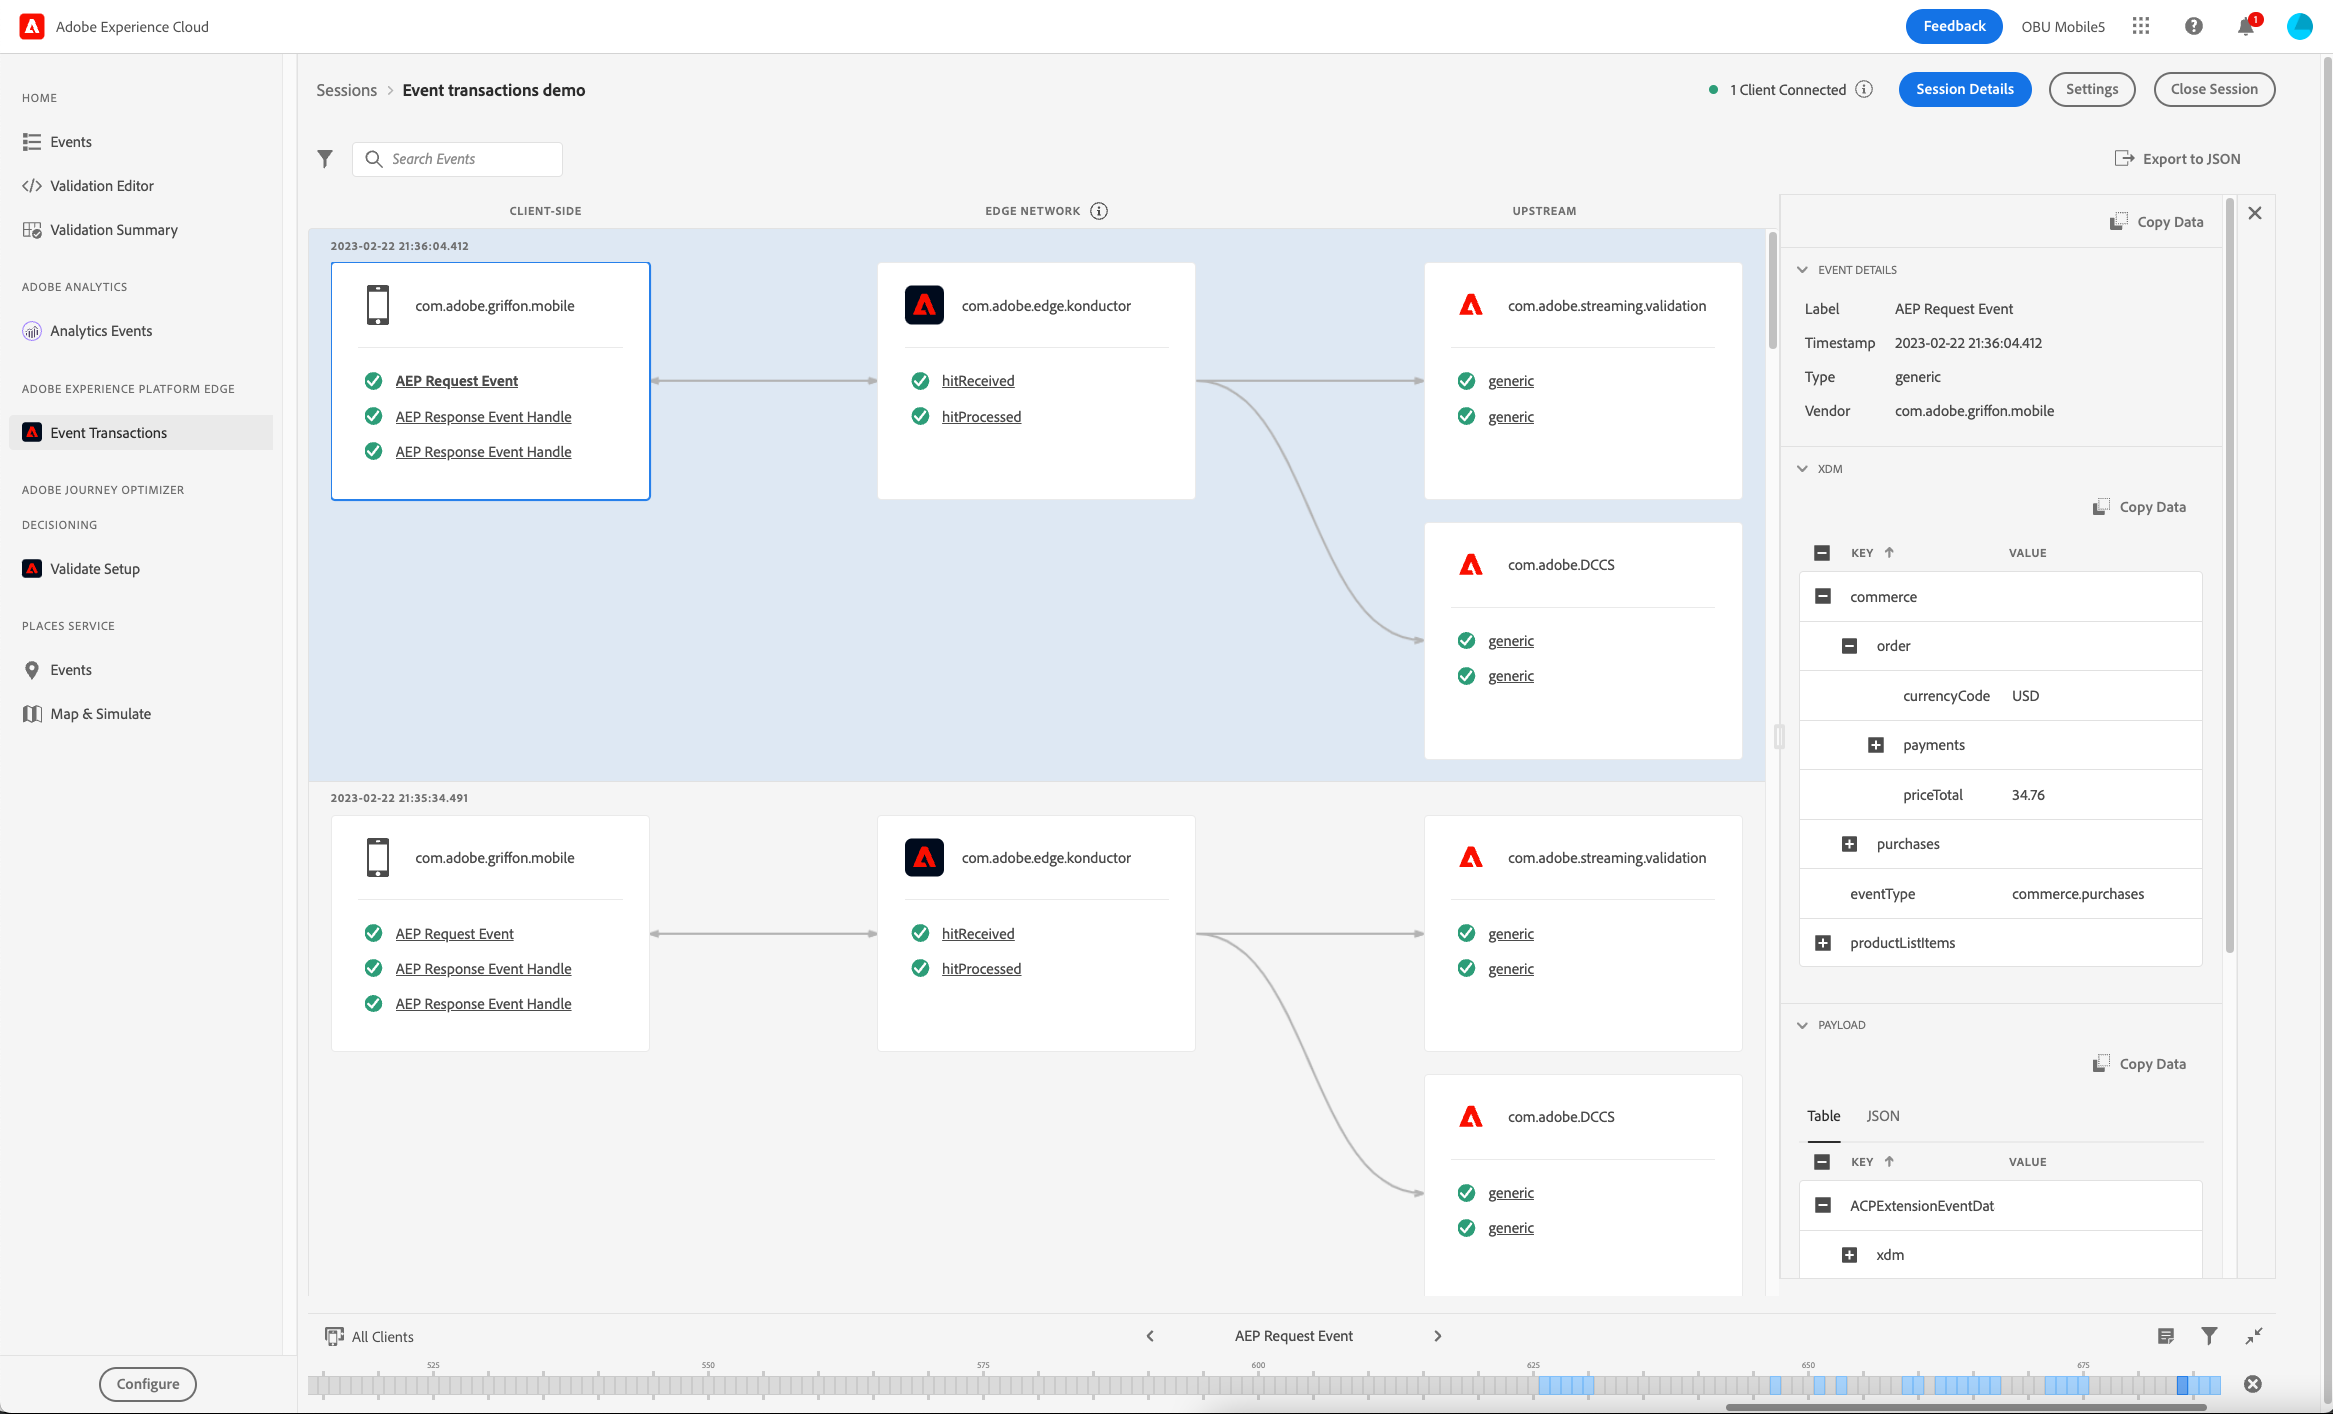 Adobe Experience Cloud
Feedback
OBU Mobile5
1
HOME
Events
Validation Editor
Validation Summary
ADOBE ANALYTICS
Analytics Events
ADOBE EXPERIENCE PLATFORM EDGE
Event Transactions
ADOBE JOURNEY OPTIMIZER
DECISIONING
Validate Setup
PLACES SERVICE
Events
Map & Simulate
Configure
Sessions > Event transactions demo
1 Client Connected
Session Details
Settings
Close Session
Search Events
Export to JSON
CLIENT-SIDE
EDGE NETWORK
UPSTREAM
2023-02-22 21:36:04.412
com.adobe.griffon.mobile
AEP Request Event
AEP Response Event Handle
AEP Response Event Handle
com.adobe.edge.konductor
hitReceived
hitProcessed
com.adobe.streaming.validation
generic
generic
com.adobe.DCCS
generic
generic
2023-02-22 21:35:34.491
com.adobe.griffon.mobile
AEP Request Event
AEP Response Event Handle
AEP Response Event Handle
com.adobe.edge.konductor
hitReceived
hitProcessed
com.adobe.streaming.validation
generic
generic
com.adobe.DCCS
generic
generic
Copy Data
EVENT DETAILS
Label AEP Request Event
Timestamp 2023-02-22 21:36:04.412
Type generic
Vendor com.adobe.griffon.mobile
XDM
Copy Data
KEY VALUE
commerce
order
currencyCode USD
payments
priceTotal 34.76
purchases
eventType commerce.purchases
productListItems
PAYLOAD
Copy Data
Table JSON
KEY VALUE
ACPExtensionEventDat
xdm
All Clients
AEP Request Event
525 550 575 600 625 650 675